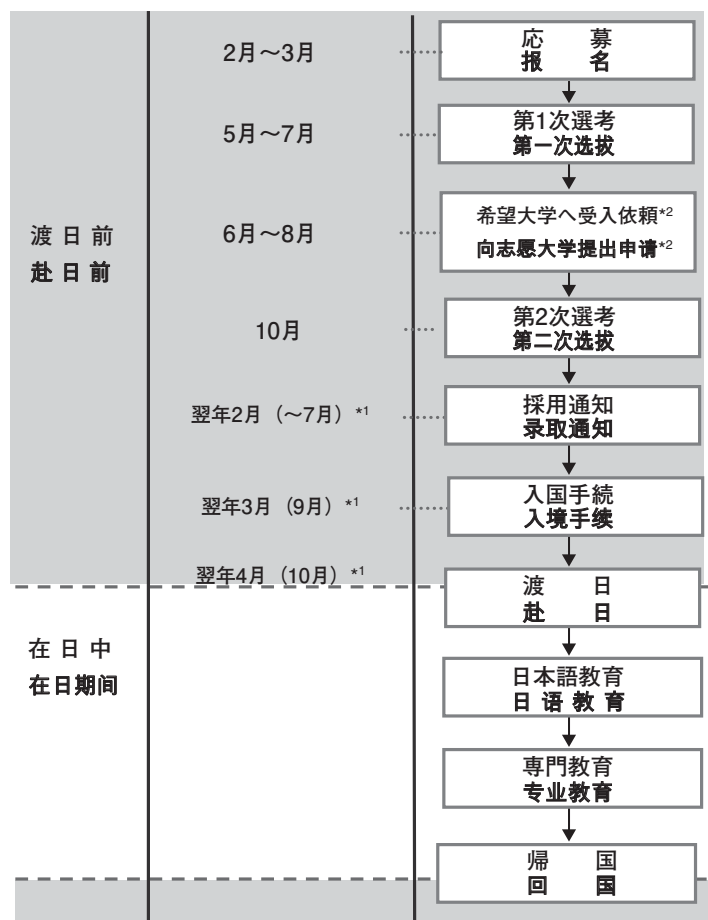 2月〜3月
応 募
报 名
5月〜7月
第1次選考
第一次选拔
渡 日 前
赴 日 前
6月〜8月
希望大学へ受入依頼*2
向志愿大学提出申请*2
10月
第2次選考
第二次选拔
翌年2月（〜7月）*1
採用通知
录取通知
翌年3月（9月）*1
入国手続
入境手续
翌年4月（10月）*1
渡 日
赴 日
在 日 中
在日期间
日本語教育
日 语 教 育
専門教育
专业教育
帰 国
回 国